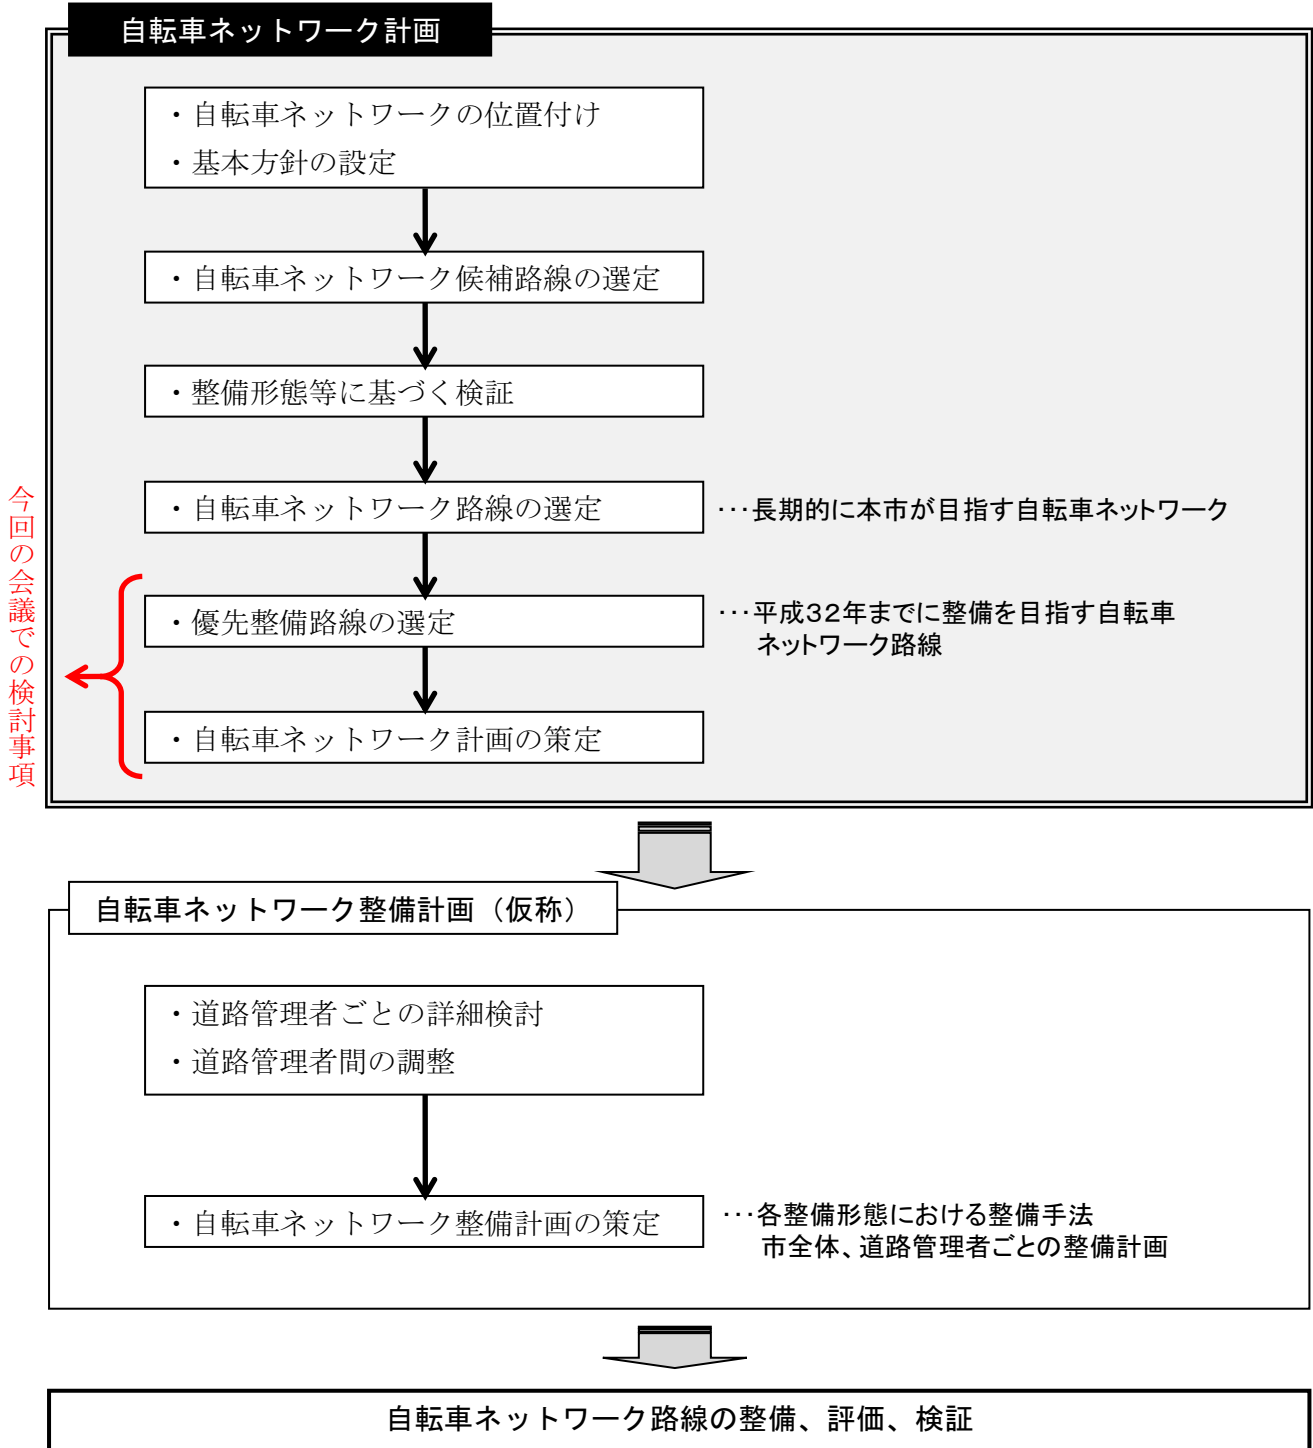 自転車ネットワーク計画
・自転車ネットワークの位置付け
・基本方針の設定
・自転車ネットワーク候補路線の選定
・整備形態等に基づく検証
・自転車ネットワーク路線の選定
･･･長期的に本市が目指す自転車ネットワーク
今回の会議での検討事項
・優先整備路線の選定
･･･平成３２年までに整備を目指す自転車
ネットワーク路線
・自転車ネットワーク計画の策定
自転車ネットワーク整備計画（仮称）
・道路管理者ごとの詳細検討
・道路管理者間の調整
・自転車ネットワーク整備計画の策定
･･･各整備形態における整備手法
市全体、道路管理者ごとの整備計画
自転車ネットワーク路線の整備、評価、検証